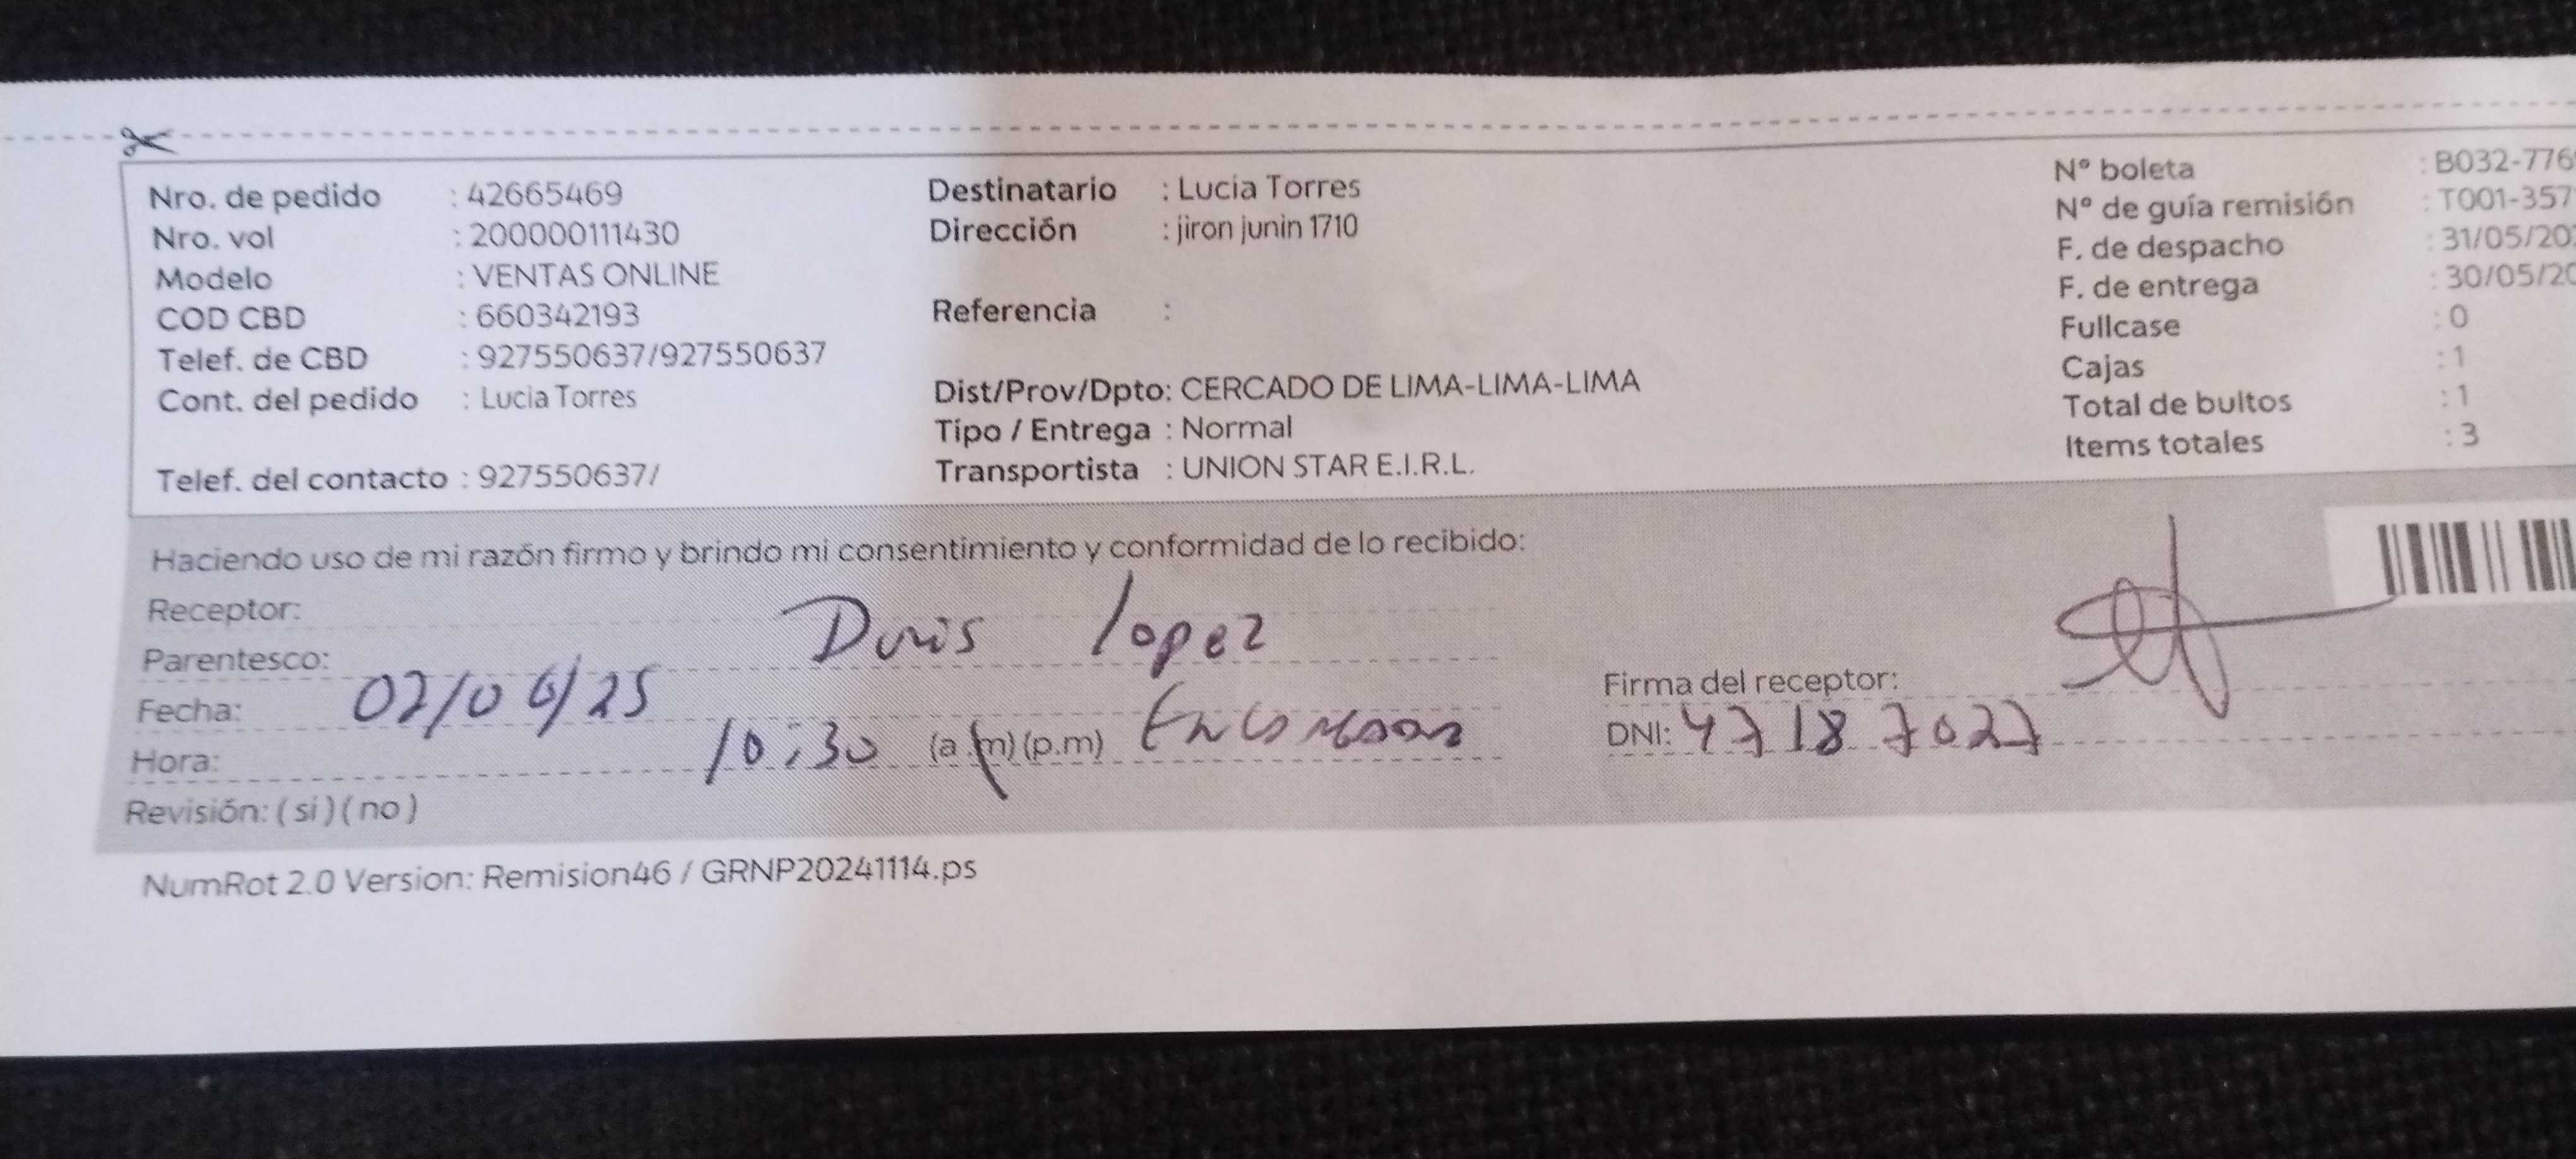 Nro. de pedido : 42665469
Nro. vol : 200000111430
Modelo : VENTAS ONLINE
COD CBD : 660342193
Telef. de CBD : 927550637/927550637
Cont. del pedido : Lucia Torres
Telef. del contacto : 927550637/
Destinatario : Lucia Torres
Dirección : jiron junin 1710
Referencia :
Dist/Prov/Dpto: CERCADO DE LIMA-LIMA-LIMA
Tipo / Entrega : Normal
Transportista : UNION STAR E.I.R.L.
N° boleta : B032-776
N° de guía remisión : T001-357
F. de despacho : 31/05/20
F. de entrega : 30/05/20
Fullcase : 0
Cajas : 1
Total de bultos : 1
Items totales : 3
Haciendo uso de mi razón firmo y brindo mi consentimiento y conformidad de lo recibido:
Receptor: lopez
Parentesco:
Fecha: 02/06/25
Hora: 10:30 (a.m) (p.m)
Revisión: ( si ) ( no )
Firma del receptor:
DNI: 47187027
NumRot 2.0 Version: Remision46 / GRNP20241114.ps